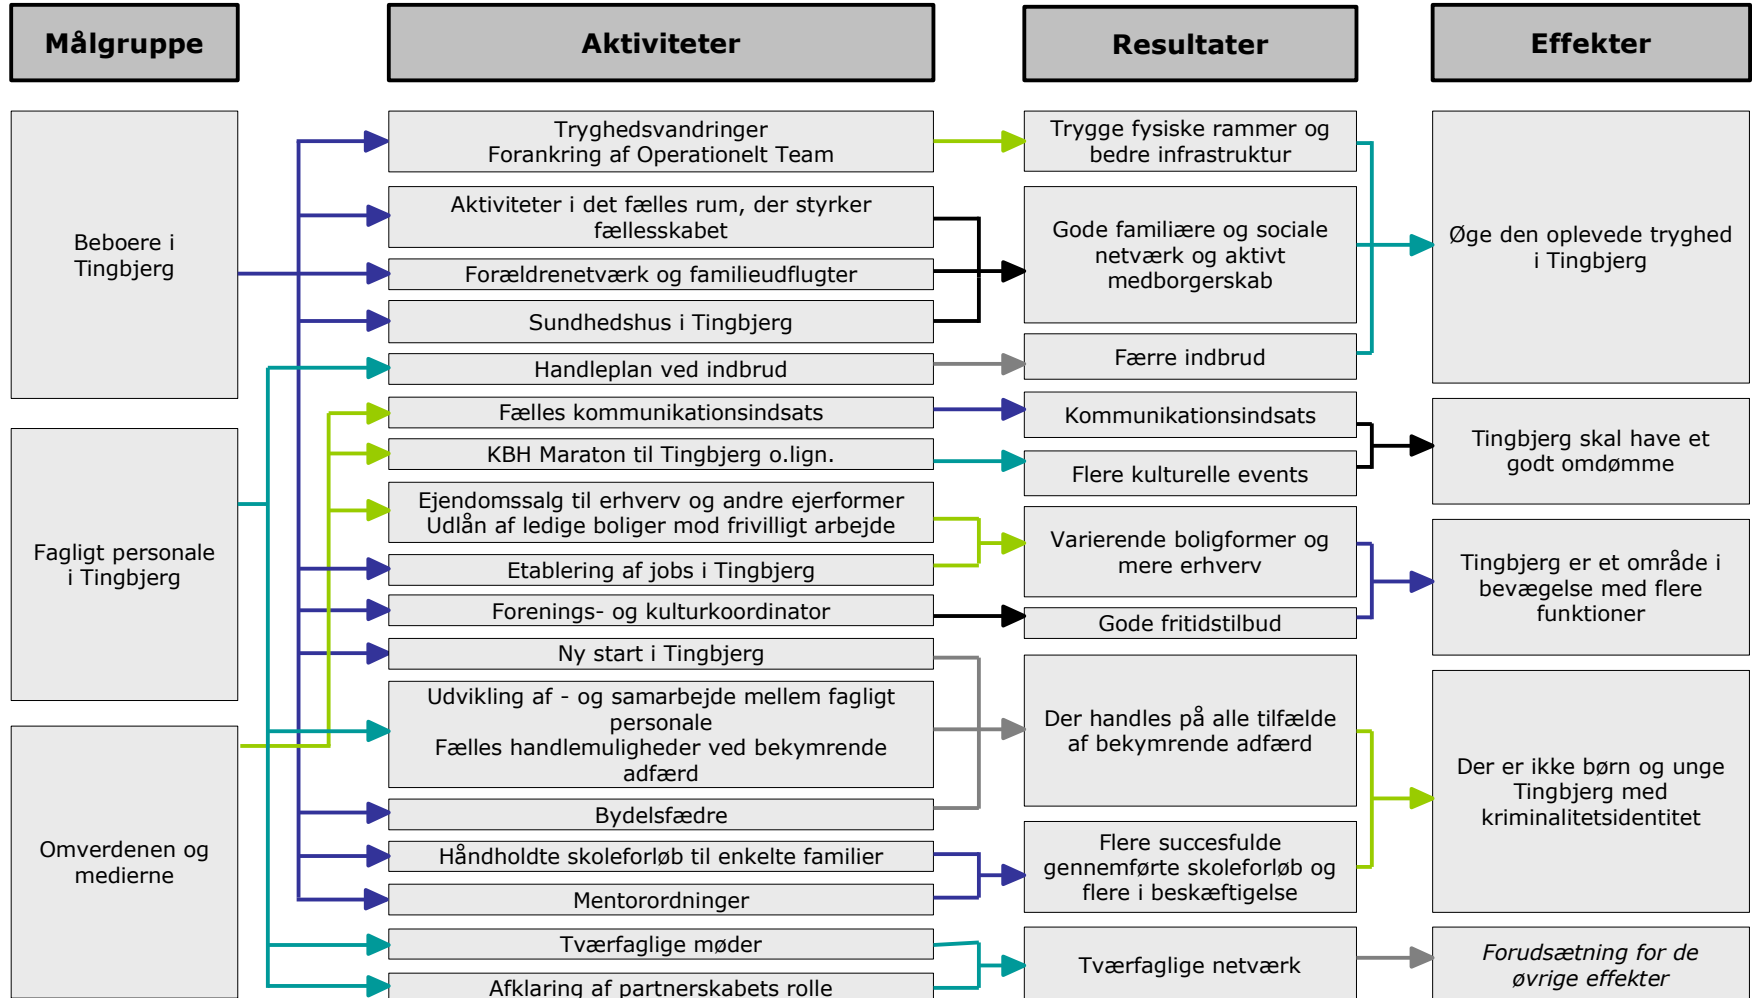 Målgruppe
Aktiviteter
Resultater
Effekter
Beboere i
Tingbjerg
Fagligt personale
i Tingbjerg
Omverdenen og
medierne
Tryghedsvandringer
Forankring af Operationelt Team
Aktiviteter i det fælles rum, der styrker
fællesskabet
Forældrenetværk og familieudflugter
Sundhedshus i Tingbjerg
Handleplan ved indbrud
Fælles kommunikationsindsats
KBH Maraton til Tingbjerg o.lign.
Ejendomssalg til erhverv og andre ejerformer
Udlån af ledige boliger mod frivilligt arbejde
Etablering af jobs i Tingbjerg
Forenings- og kulturkoordinator
Ny start i Tingbjerg
Udvikling af - og samarbejde mellem fagligt
personale
Fælles handlemuligheder ved bekymrende
adfærd
Bydelsfædre
Håndholdte skoleforløb til enkelte familier
Mentorordninger
Tværfaglige møder
Afklaring af partnerskabets rolle
Trygge fysiske rammer og
bedre infrastruktur
Gode familiære og sociale
netværk og aktivt
medborgerskab
Færre indbrud
Kommunikationsindsats
Flere kulturelle events
Varierende boligformer og
mere erhverv
Gode fritidstilbud
Der handles på alle tilfælde
af bekymrende adfærd
Flere succesfulde
gennemførte skoleforløb og
flere i beskæftigelse
Tværfaglige netværk
Øge den oplevede tryghed
i Tingbjerg
Tingbjerg skal have et
godt omdømme
Tingbjerg er et område i
bevægelse med flere
funktioner
Der er ikke børn og unge
Tingbjerg med
kriminalitetsidentitet
Forudsætning for de
øvrige effekter